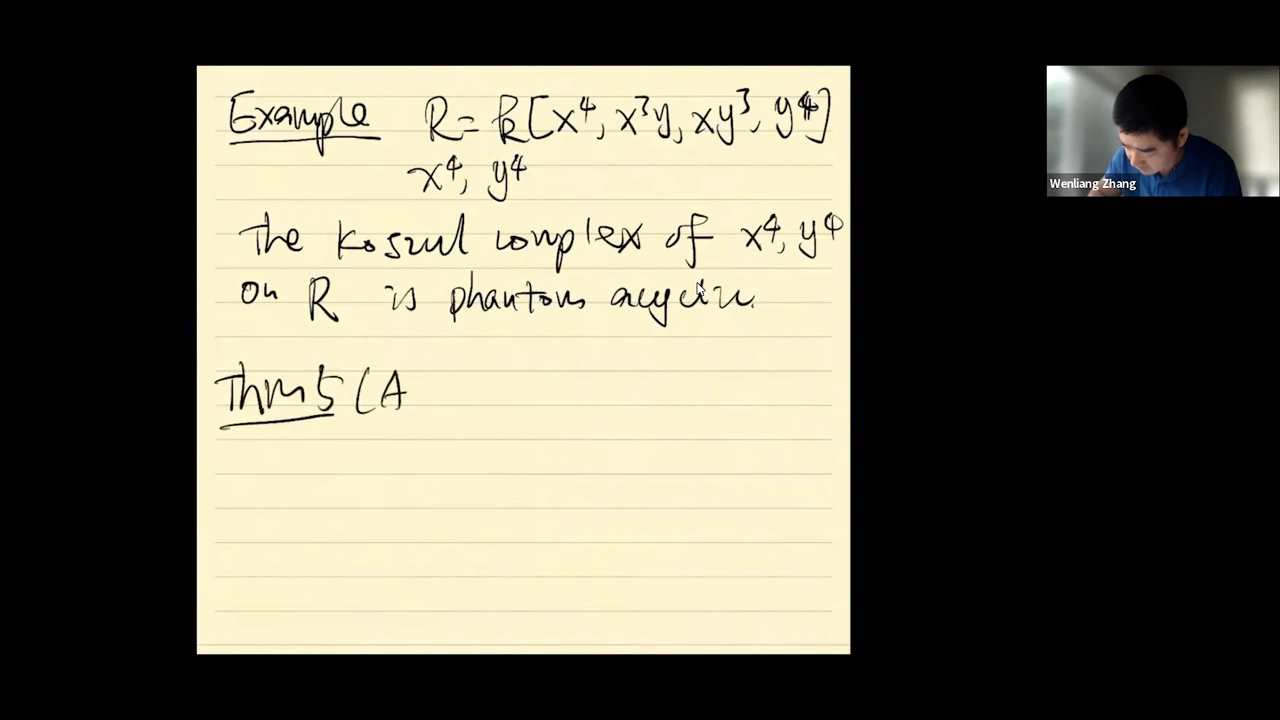 Example R = k[x⁴, x³y, xy³, y⁴]
x⁴, y⁴
The Koszul complex of x⁴, y⁴
on R is phantom acyclic.
Thm 5 (A
Wenliang Zhang